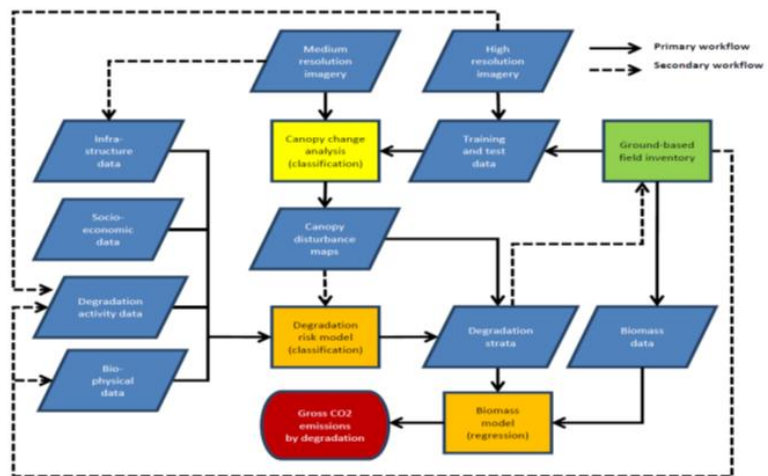 Medium
resolution
imagery
High
resolution
imagery
Primary workflow
Secondary workflow
Infra-
structure
data
Canopy change
analysis
(classification)
Training
and test
data
Ground-based
field inventory
Socio-
economic
data
Canopy
disturbance
maps
Degradation
activity data
Degradation
risk model
(classification)
Degradation
strata
Biomass
data
Bio-
physical
data
Gross CO2
emissions
by degradation
Biomass
model
(regression)